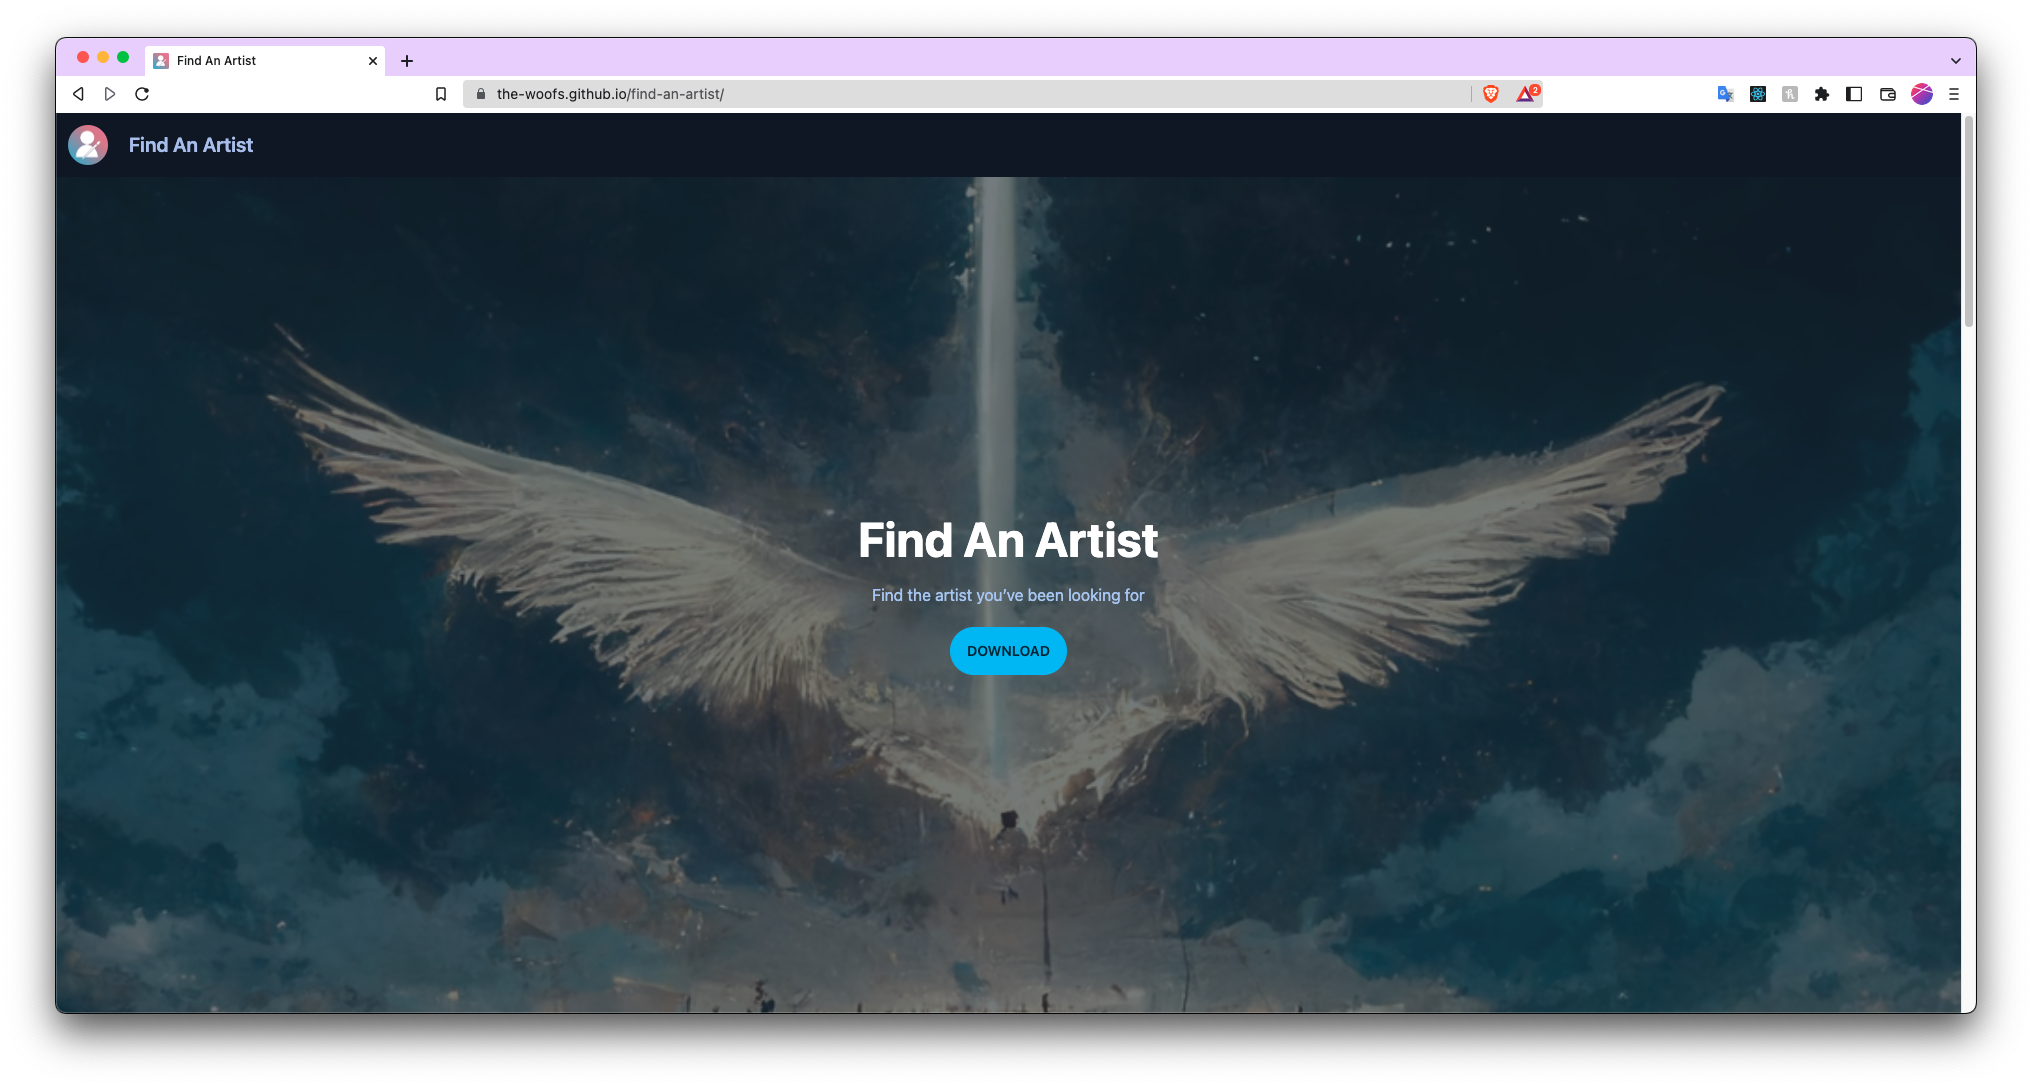 Find An Artist
the-woofs.github.io/find-an-artist/
2
Find An Artist
Find An Artist
Find the artist you’ve been looking for
DOWNLOAD